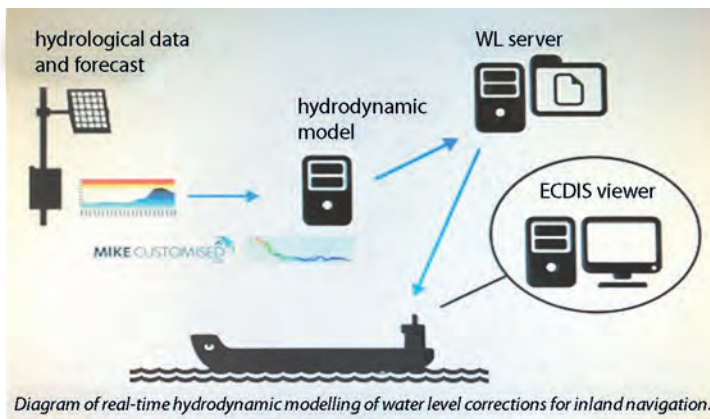 hydrological data
and forecast
WL server
hydrodynamic
model
ECDIS viewer
MIKE CUSTOMISED
Diagram of real-time hydrodynamic modelling of water level corrections for inland navigation.